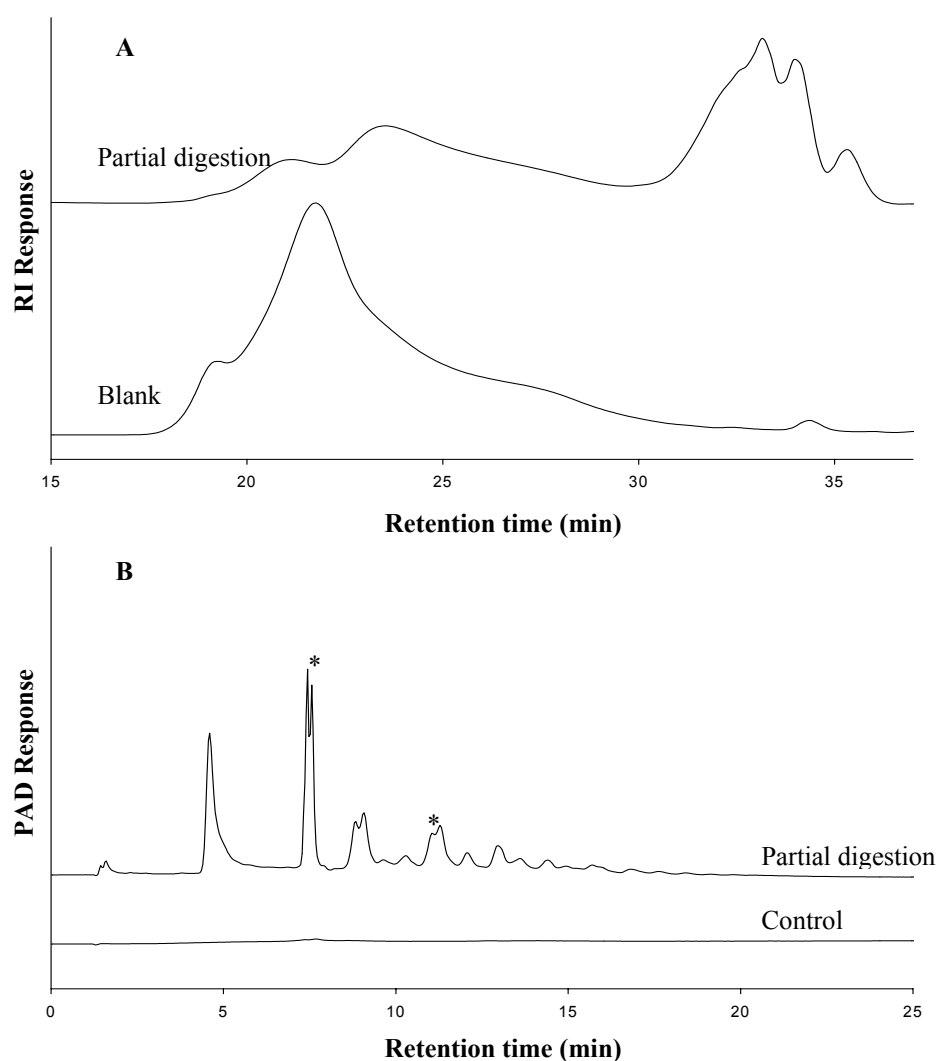 A
Partial digestion
Blank
RI Response
15 20 25 30 35
Retention time (min)
B
*
*
Partial digestion
Control
PAD Response
0 5 10 15 20 25
Retention time (min)